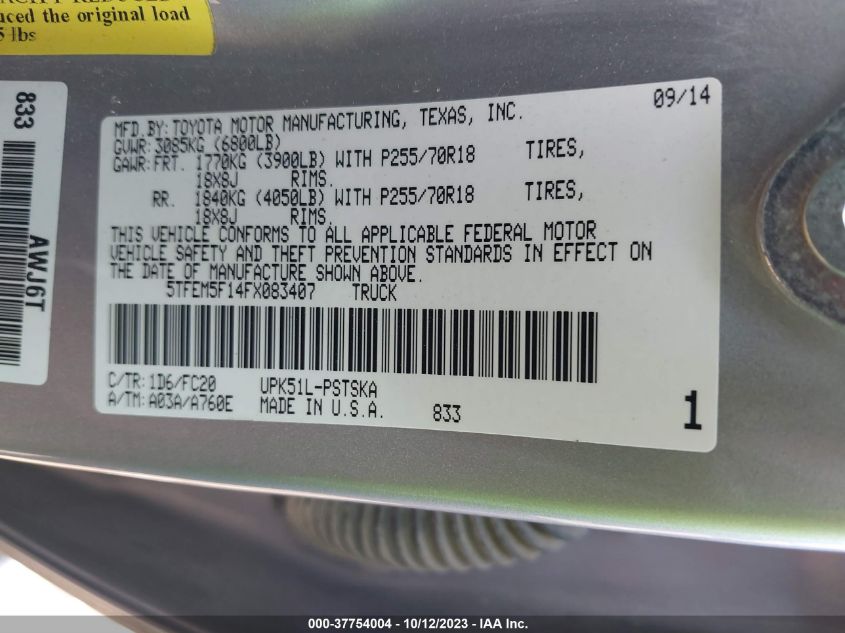 uced the original load
5 lbs
833
AWJ6T
09/14
MFD. BY: TOYOTA MOTOR MANUFACTURING, TEXAS, INC.
GVWR: 3085KG (6800LB)
GAWR: FRT. 1770KG (3900LB) WITH P255/70R18 TIRES,
18X8J RIMS.
RR. 1840KG (4050LB) WITH P255/70R18 TIRES,
18X8J RIMS.
THIS VEHICLE CONFORMS TO ALL APPLICABLE FEDERAL MOTOR
VEHICLE SAFETY AND THEFT PREVENTION STANDARDS IN EFFECT ON
THE DATE OF MANUFACTURE SHOWN ABOVE.
5TFEM5F14FX083407 TRUCK
C/TR: 1D6/FC20 UPK51L-PSTSKA
A/TM: A03A/A760E MADE IN U.S.A. 833
1
000-37754004 - 10/12/2023 - IAA Inc.